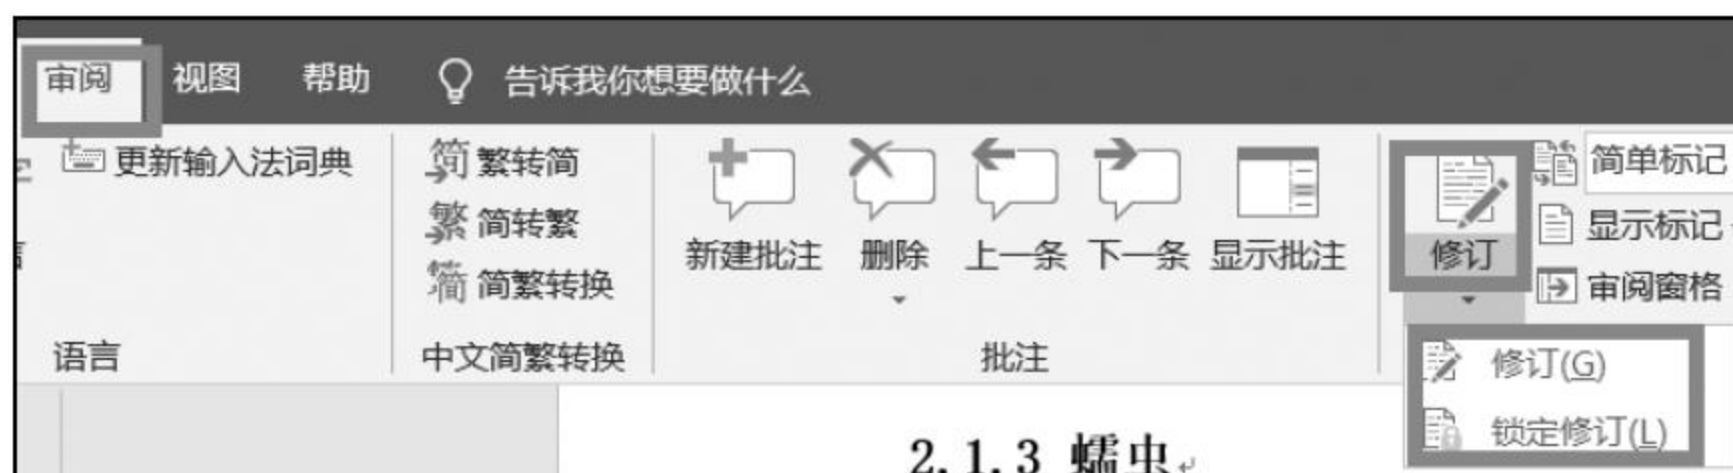 审阅 视图 帮助 告诉我你想要做什么
更新输入法词典 繁转简 简单标记
简转繁 显示标记
新建批注 删除 上一条 下一条 显示批注 修订
简繁转换 审阅窗格
语言 中文简繁转换 批注
修订(G)
锁定修订(L)
2.1.3 蠕虫